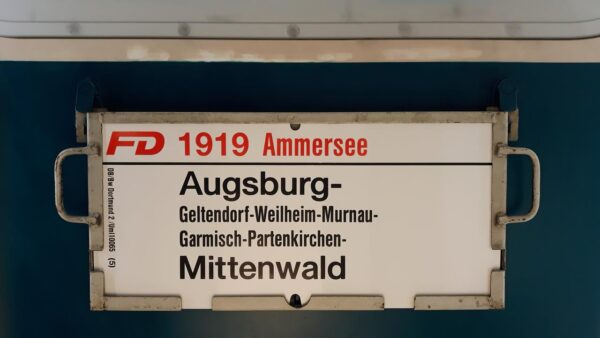 FD 1919 Ammersee
Augsburg-
Geltendorf-Weilheim-Murnau-
Garmisch-Partenkirchen-
Mittenwald